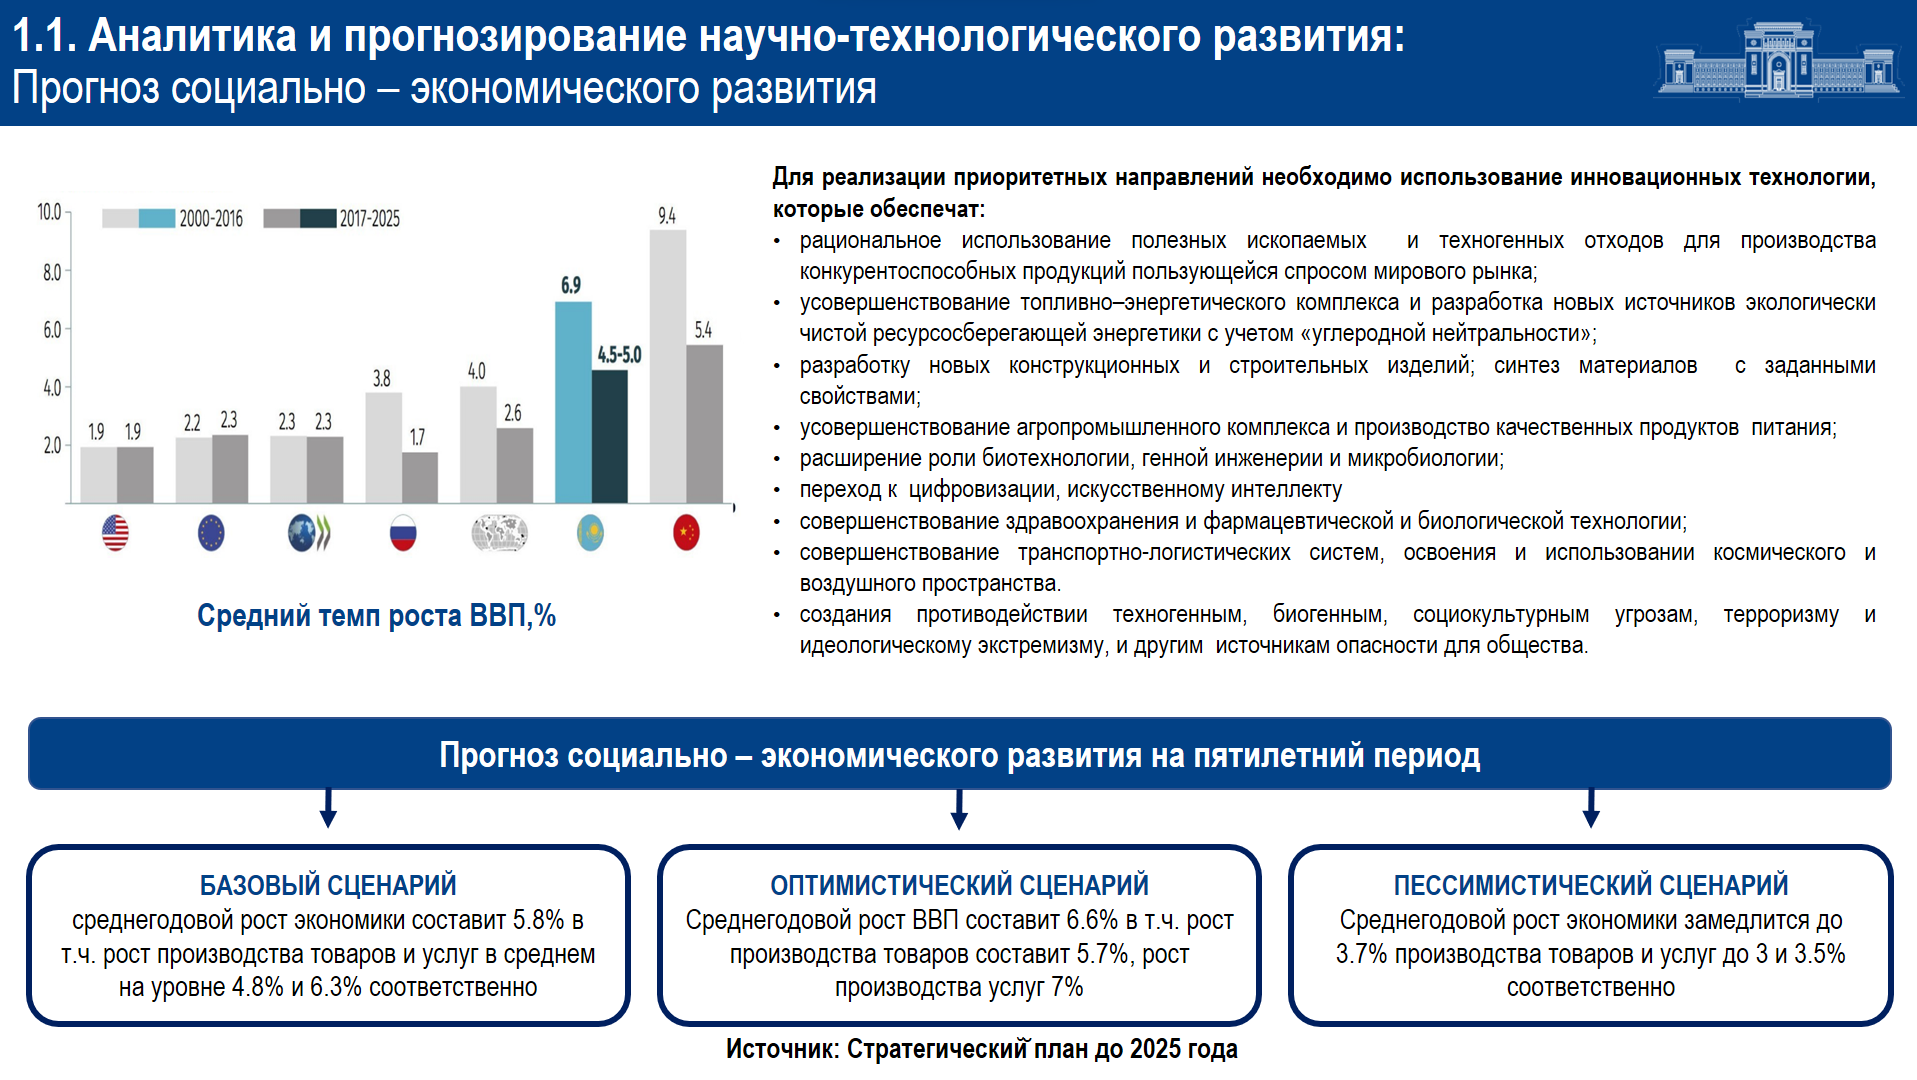 1.1. Аналитика и прогнозирование научно-технологического развития:
Прогноз социально – экономического развития
10.0
8.0
6.0
4.0
2.0
2000-2016
2017-2025
1.9
1.9
2.2
2.3
2.3
2.3
3.8
1.7
4.0
2.6
6.9
4.5-5.0
9.4
5.4
Средний темп роста ВВП,%
Для реализации приоритетных направлений необходимо использование инновационных технологии,
которые обеспечат:
• рациональное использование полезных ископаемых и техногенных отходов для производства
конкурентоспособных продукций пользующейся спросом мирового рынка;
• усовершенствование топливно–энергетического комплекса и разработка новых источников экологически
чистой ресурсосберегающей энергетики с учетом «углеродной нейтральности»;
• разработку новых конструкционных и строительных изделий; синтез материалов с заданными
свойствами;
• усовершенствование агропромышленного комплекса и производство качественных продуктов питания;
• расширение роли биотехнологии, генной инженерии и микробиологии;
• переход к цифровизации, искусственному интеллекту
• совершенствование здравоохранения и фармацевтической и биологической технологии;
• совершенствование транспортно-логистических систем, освоения и использовании космического и
воздушного пространства.
• создания противодействии техногенным, биогенным, социокультурным угрозам, терроризму и
идеологическому экстремизму, и другим источникам опасности для общества.
Прогноз социально – экономического развития на пятилетний период
БАЗОВЫЙ СЦЕНАРИЙ
среднегодовой рост экономики составит 5.8% в
т.ч. рост производства товаров и услуг в среднем
на уровне 4.8% и 6.3% соответственно
ОПТИМИСТИЧЕСКИЙ СЦЕНАРИЙ
Среднегодовой рост ВВП составит 6.6% в т.ч. рост
производства товаров составит 5.7%, рост
производства услуг 7%
ПЕССИМИСТИЧЕСКИЙ СЦЕНАРИЙ
Среднегодовой рост экономики замедлится до
3.7% производства товаров и услуг до 3 и 3.5%
соответственно
Источник: Стратегический план до 2025 года